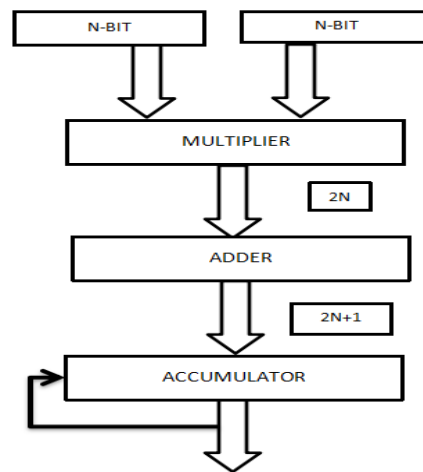 N-BIT
N-BIT
MULTIPLIER
2N
ADDER
2N+1
ACCUMULATOR